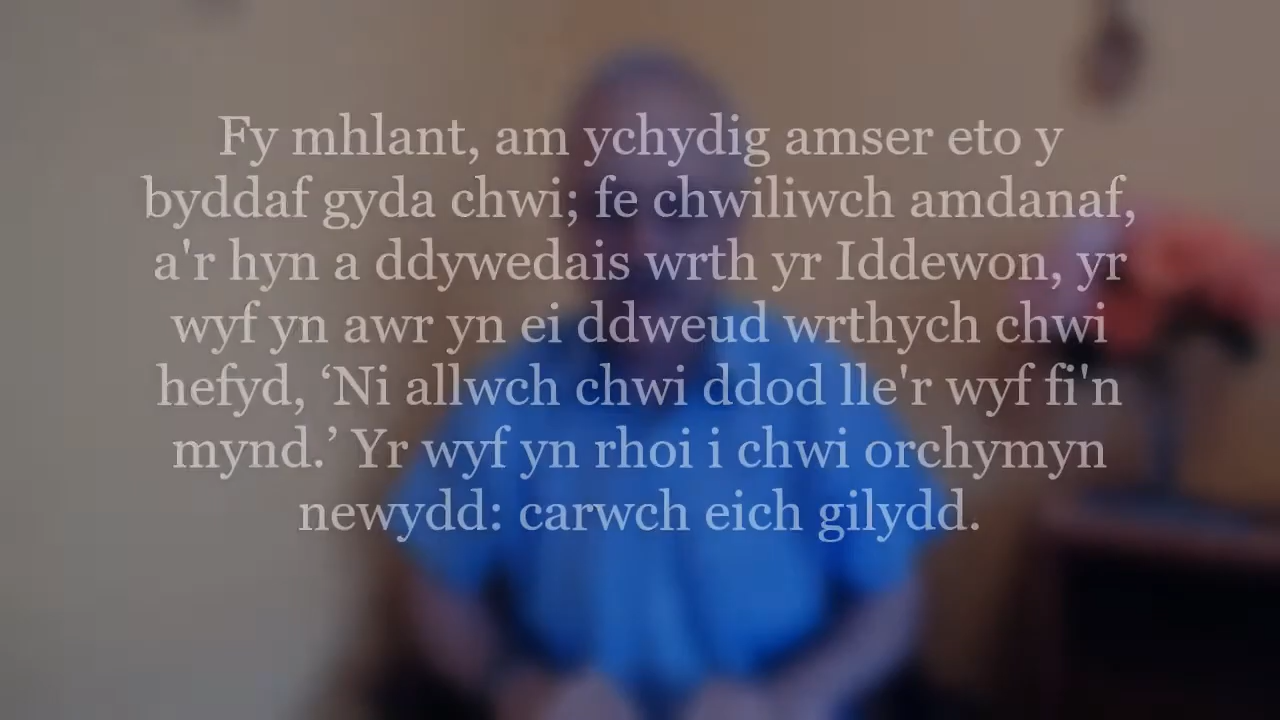 Fy mhlant, am ychydig amser eto y
byddaf gyda chwi; fe chwiliwch amdanaf,
a'r hyn a ddywedais wrth yr Iddewon, yr
wyf yn awr yn ei ddweud wrthych chwi
hefyd, ‘Ni allwch chwi ddod lle'r wyf fi'n
mynd.’ Yr wyf yn rhoi i chwi orchymyn
newydd: carwch eich gilydd.